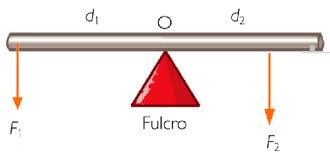 d₁ O d₂
Fulcro
F₁
F₂